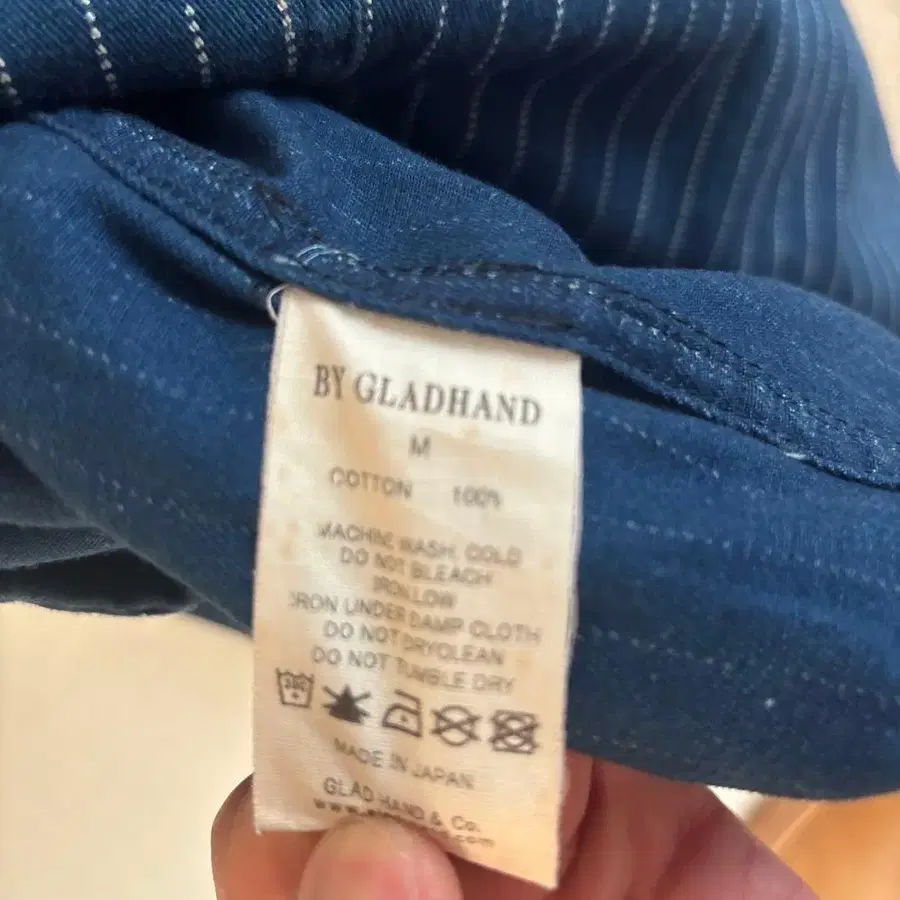 BY GLADHAND
M
COTTON 100%
MACHINE WASH, COLD
DO NOT BLEACH
IRON LOW
IRON UNDER DAMP CLOTH
DO NOT DRYCLEAN
DO NOT TUMBLE DRY
MADE IN JAPAN
GLAD HAND & Co.